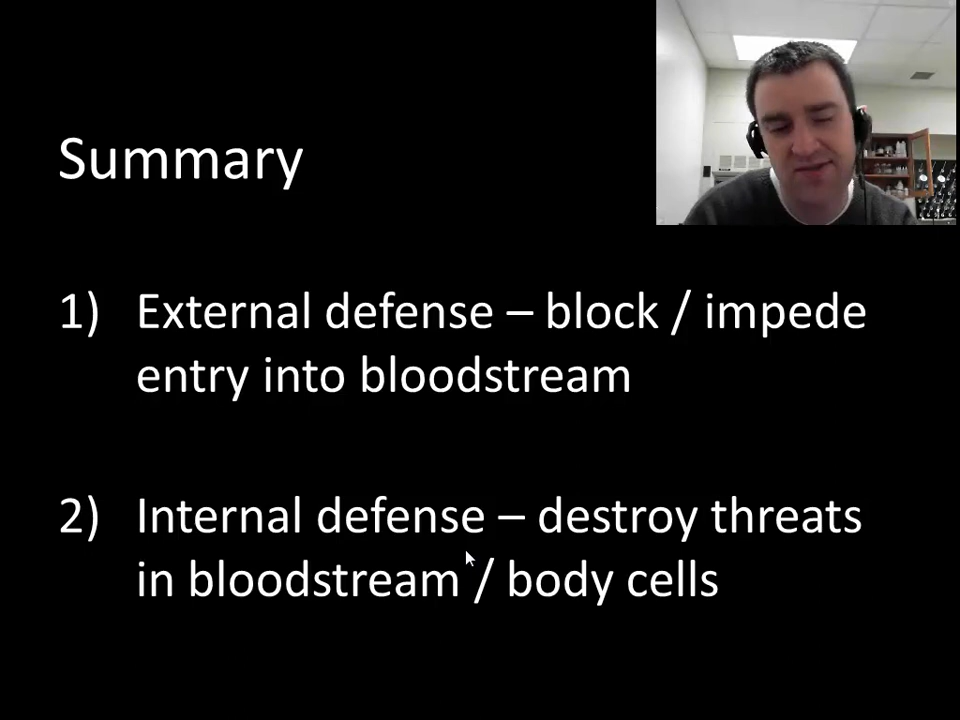 Summary
1) External defense – block / impede
entry into bloodstream
2) Internal defense – destroy threats
in bloodstream / body cells